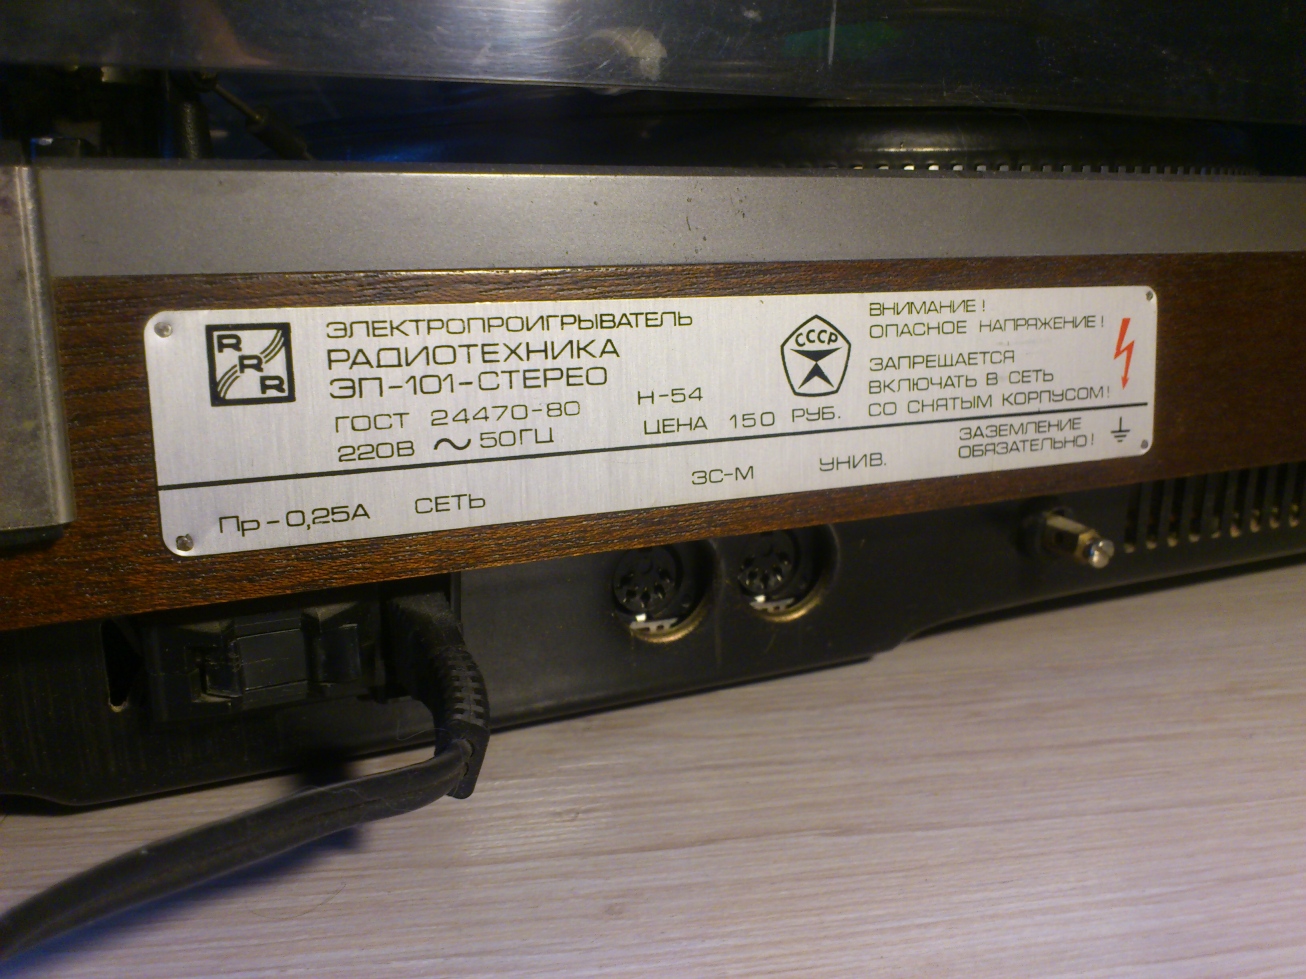 RRR
ЭЛЕКТРОПРОИГРЫВАТЕЛЬ
РАДИОТЕХНИКА
ЭП-101-СТЕРЕО
ГОСТ 24470-80
220В ~ 50ГЦ
Н-54
ЦЕНА 150 РУБ.
СССР
ВНИМАНИЕ!
ОПАСНОЕ НАПРЯЖЕНИЕ!
ЗАПРЕЩАЕТСЯ
ВКЛЮЧАТЬ В СЕТЬ
СО СНЯТЫМ КОРПУСОМ!
Пр-0,25А СЕТЬ ЗС-М УНИВ.
ЗАЗЕМЛЕНИЕ
ОБЯЗАТЕЛЬНО!